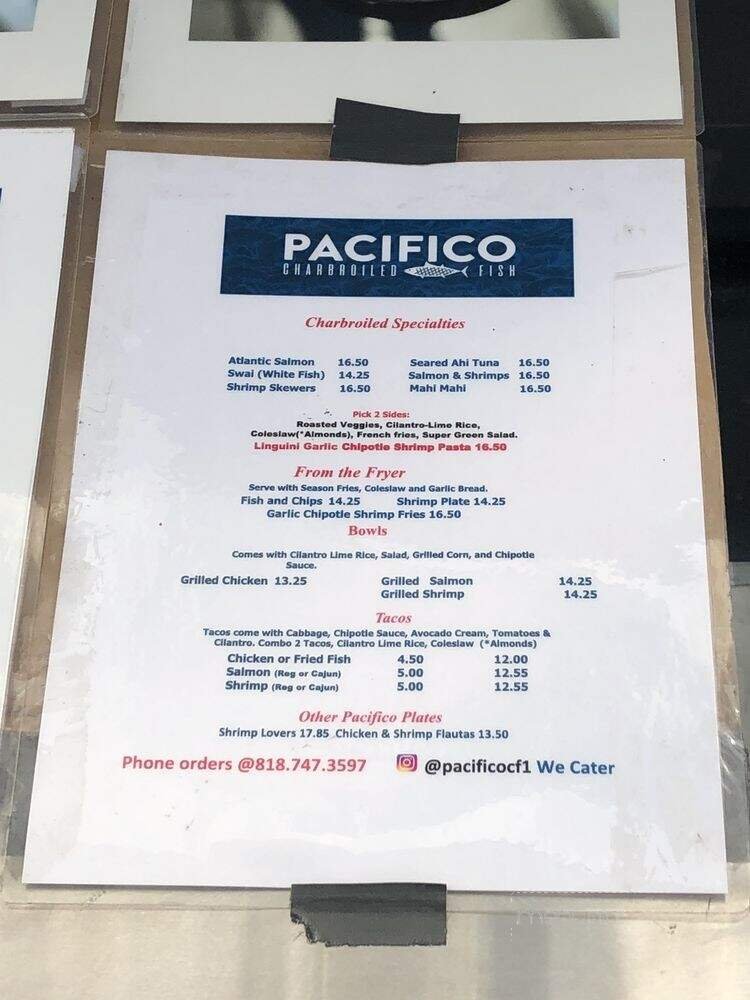 PACIFICO
CHARBROILED FISH
Charbroiled Specialties
Atlantic Salmon 16.50 Seared Ahi Tuna 16.50
Swai (White Fish) 14.25 Salmon & Shrimps 16.50
Shrimp Skewers 16.50 Mahi Mahi 16.50
Pick 2 Sides:
Roasted Veggies, Cilantro-Lime Rice,
Coleslaw(*Almonds), French fries, Super Green Salad.
Linguini Garlic Chipotle Shrimp Pasta 16.50
From the Fryer
Serve with Season Fries, Coleslaw and Garlic Bread.
Fish and Chips 14.25 Shrimp Plate 14.25
Garlic Chipotle Shrimp Fries 16.50
Bowls
Comes with Cilantro Lime Rice, Salad, Grilled Corn, and Chipotle
Sauce.
Grilled Chicken 13.25 Grilled Salmon 14.25
Grilled Shrimp 14.25
Tacos
Tacos come with Cabbage, Chipotle Sauce, Avocado Cream, Tomatoes &
Cilantro. Combo 2 Tacos, Cilantro Lime Rice, Coleslaw (*Almonds)
Chicken or Fried Fish 4.50 12.00
Salmon (Reg or Cajun) 5.00 12.55
Shrimp (Reg or Cajun) 5.00 12.55
Other Pacifico Plates
Shrimp Lovers 17.85 Chicken & Shrimp Flautas 13.50
Phone orders @818.747.3597 @pacificocf1 We Cater